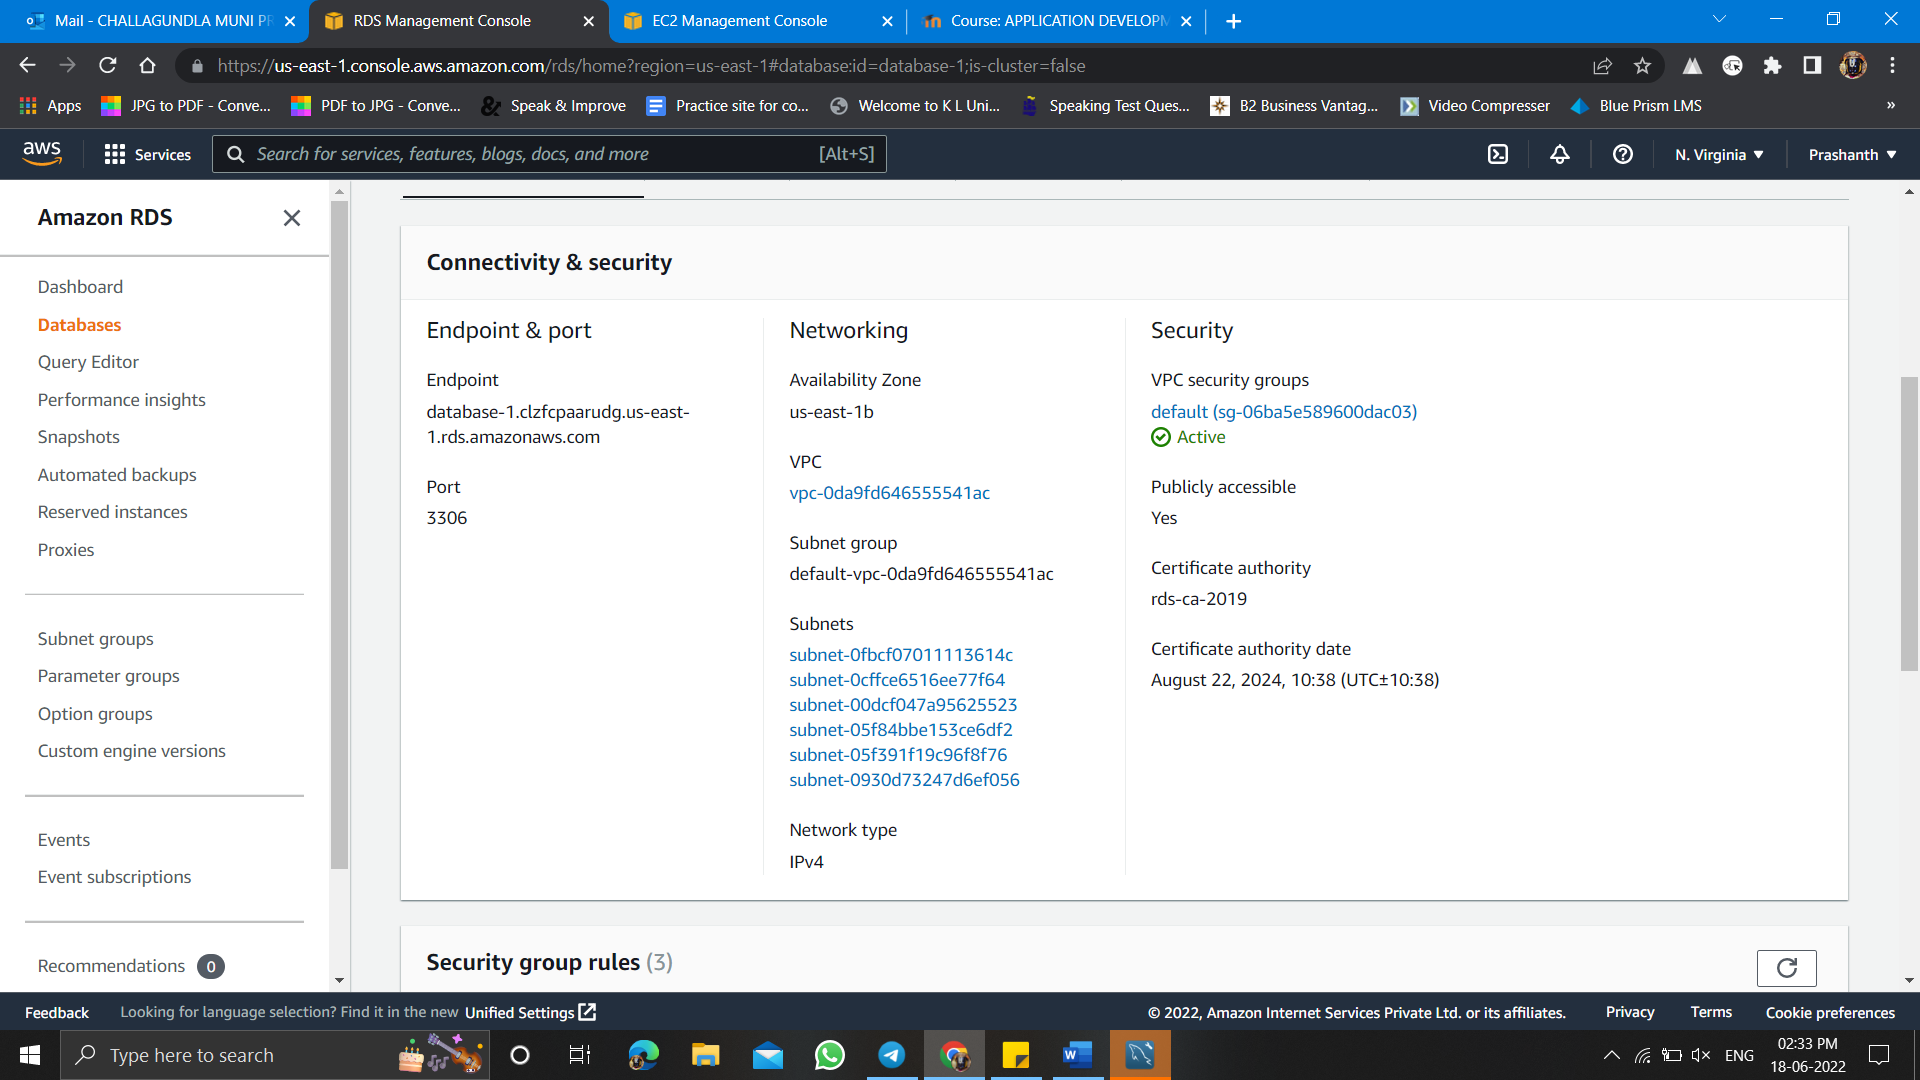 Mail - CHALLAGUNDLA MUNI PR
RDS Management Console
EC2 Management Console
Course: APPLICATION DEVELOPM
https://us-east-1.console.aws.amazon.com/rds/home?region=us-east-1#database:id=database-1;is-cluster=false
Apps
JPG to PDF - Conve...
PDF to JPG - Conve...
Speak & Improve
Practice site for co...
Welcome to K L Uni...
Speaking Test Ques...
B2 Business Vantag...
Video Compresser
Blue Prism LMS
»
aws
Services
Search for services, features, blogs, docs, and more
[Alt+S]
N. Virginia
Prashanth
Amazon RDS
Dashboard
Databases
Query Editor
Performance insights
Snapshots
Automated backups
Reserved instances
Proxies
Subnet groups
Parameter groups
Option groups
Custom engine versions
Events
Event subscriptions
Recommendations 0
Connectivity & security
Endpoint & port
Endpoint
database-1.clzfcpaarudg.us-east-
1.rds.amazonaws.com
Port
3306
Networking
Availability Zone
us-east-1b
VPC
vpc-0da9fd646555541ac
Subnet group
default-vpc-0da9fd646555541ac
Subnets
subnet-0fbcf07011113614c
subnet-0cffce6516ee77f64
subnet-00dcf047a95625523
subnet-05f84bbe153ce6df2
subnet-05f391f19c96f8f76
subnet-0930d73247d6ef056
Network type
IPv4
Security
VPC security groups
default (sg-06ba5e589600dac03)
Active
Publicly accessible
Yes
Certificate authority
rds-ca-2019
Certificate authority date
August 22, 2024, 10:38 (UTC±10:38)
Security group rules (3)
Feedback
Looking for language selection? Find it in the new Unified Settings
© 2022, Amazon Internet Services Private Ltd. or its affiliates.
Privacy
Terms
Cookie preferences
Type here to search
ENG
02:33 PM
18-06-2022